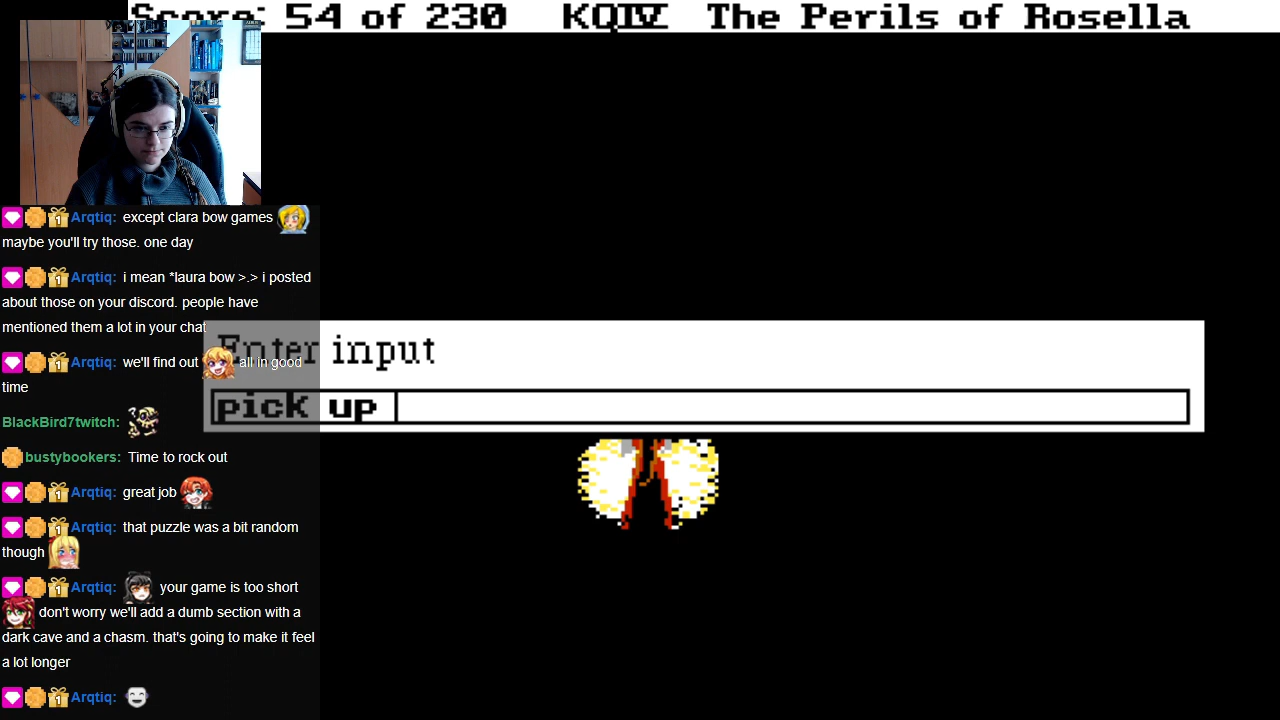 Score: 54 of 230 KQIV The Perils of Rosella
Arqtiq: except clara bow games
maybe you'll try those. one day
Arqtiq: i mean *laura bow >.> i posted
about those on your discord. people have
mentioned them a lot in your chat
Enter input
Arqtiq: we'll find out all in good
time
pick up
BlackBird7twitch:
bustybookers: Time to rock out
Arqtiq: great job
Arqtiq: that puzzle was a bit random
though
Arqtiq: your game is too short
don't worry we'll add a dumb section with a
dark cave and a chasm. that's going to make it feel
a lot longer
Arqtiq: